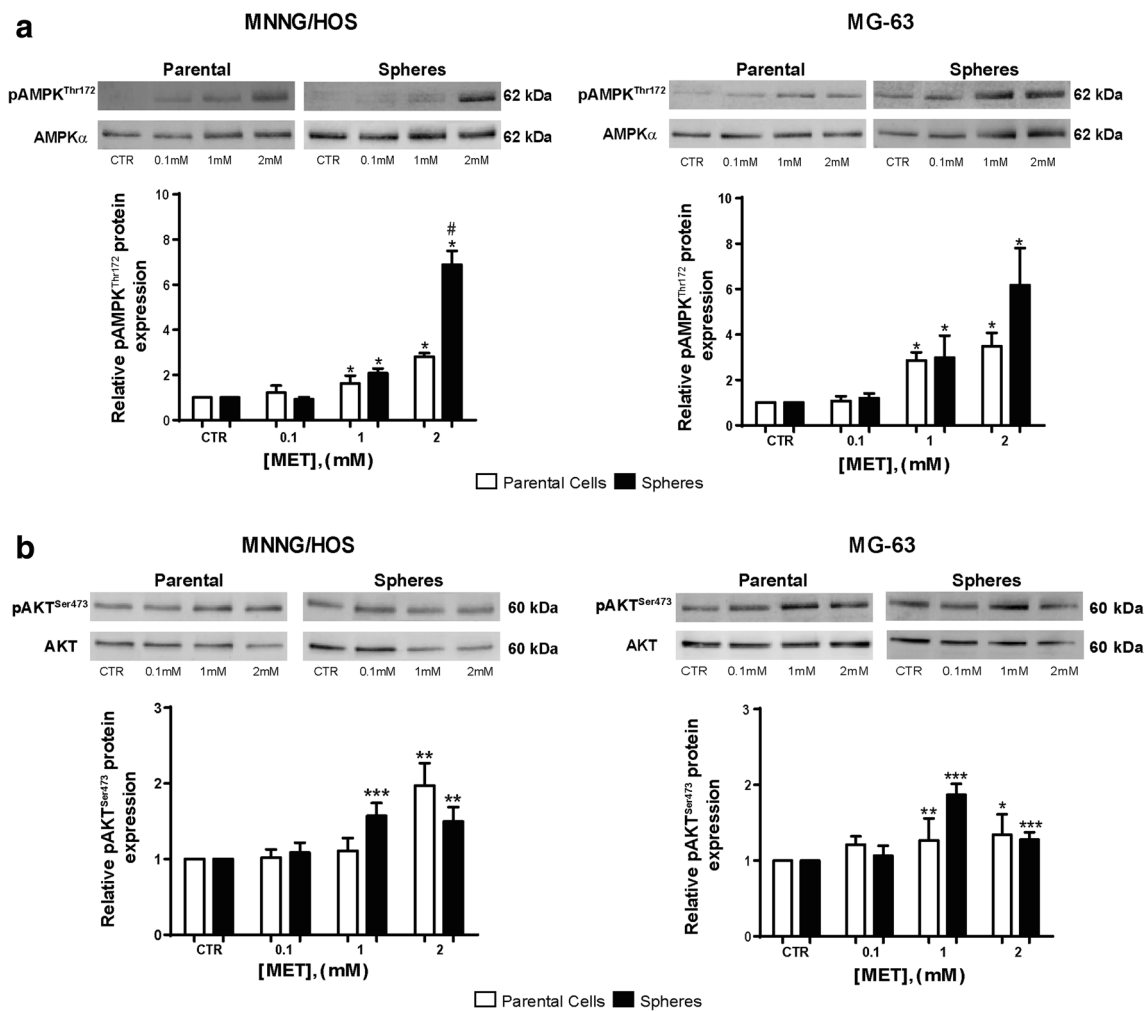 a
MNNG/HOS
MG-63
Parental Spheres
Parental Spheres
pAMPKThr172 62 kDa
pAMPKThr172 62 kDa
AMPKα 62 kDa
AMPKα 62 kDa
CTR 0.1mM 1mM 2mM CTR 0.1mM 1mM 2mM
CTR 0.1mM 1mM 2mM CTR 0.1mM 1mM 2mM
Relative pAMPKThr172 protein
expression
10
8
6
4
2
0
* * * # *
CTR 0.1 1 2
[MET], (mM)
Relative pAMPKThr172 protein
expression
10
8
6
4
2
0
* * * *
CTR 0.1 1 2
[MET], (mM)
Parental Cells Spheres
b
MNNG/HOS
MG-63
Parental Spheres
Parental Spheres
pAKTSer473 60 kDa
pAKTSer473 60 kDa
AKT 60 kDa
AKT 60 kDa
CTR 0.1mM 1mM 2mM CTR 0.1mM 1mM 2mM
CTR 0.1mM 1mM 2mM CTR 0.1mM 1mM 2mM
Relative pAKTSer473 protein
expression
3
2
1
0
*** ** **
CTR 0.1 1 2
[MET], (mM)
Relative pAKTSer473 protein
expression
3
2
1
0
** *** * ***
CTR 0.1 1 2
[MET], (mM)
Parental Cells Spheres